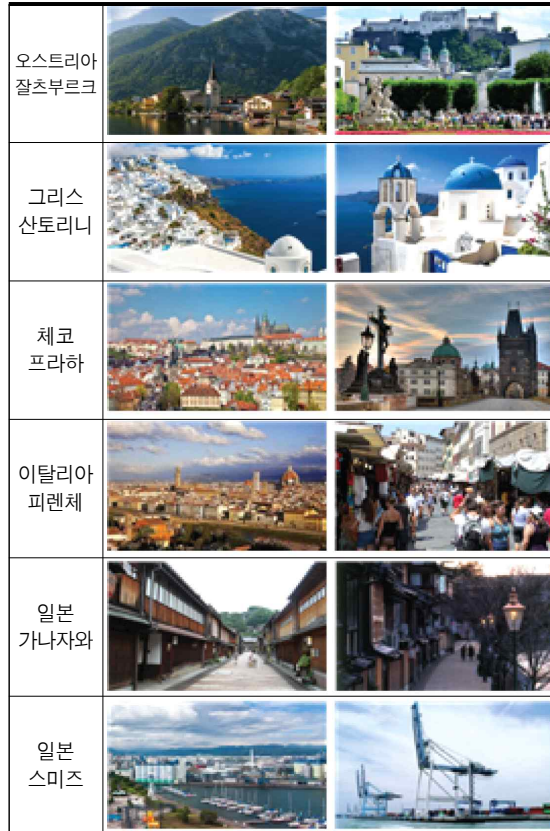 오스트리아
잘츠부르크
그리스
산토리니
체코
프라하
이탈리아
피렌체
일본
가나자와
일본
스미즈